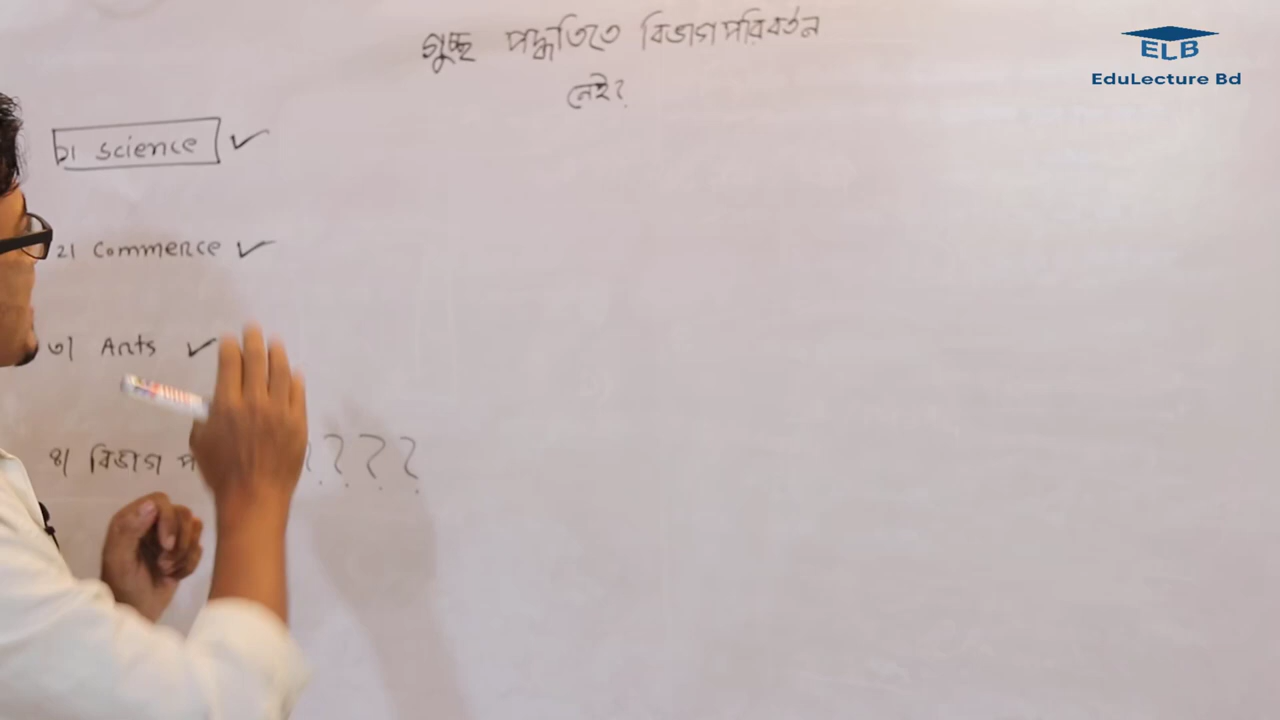 গুচ্ছ পদ্ধতিতে বিভাগ পরিবর্তন
নেই?
ELB
EduLecture Bd
১। Science ✓
২। Commerce ✓
৩। Arts ✓
৪। বিভাগ ????